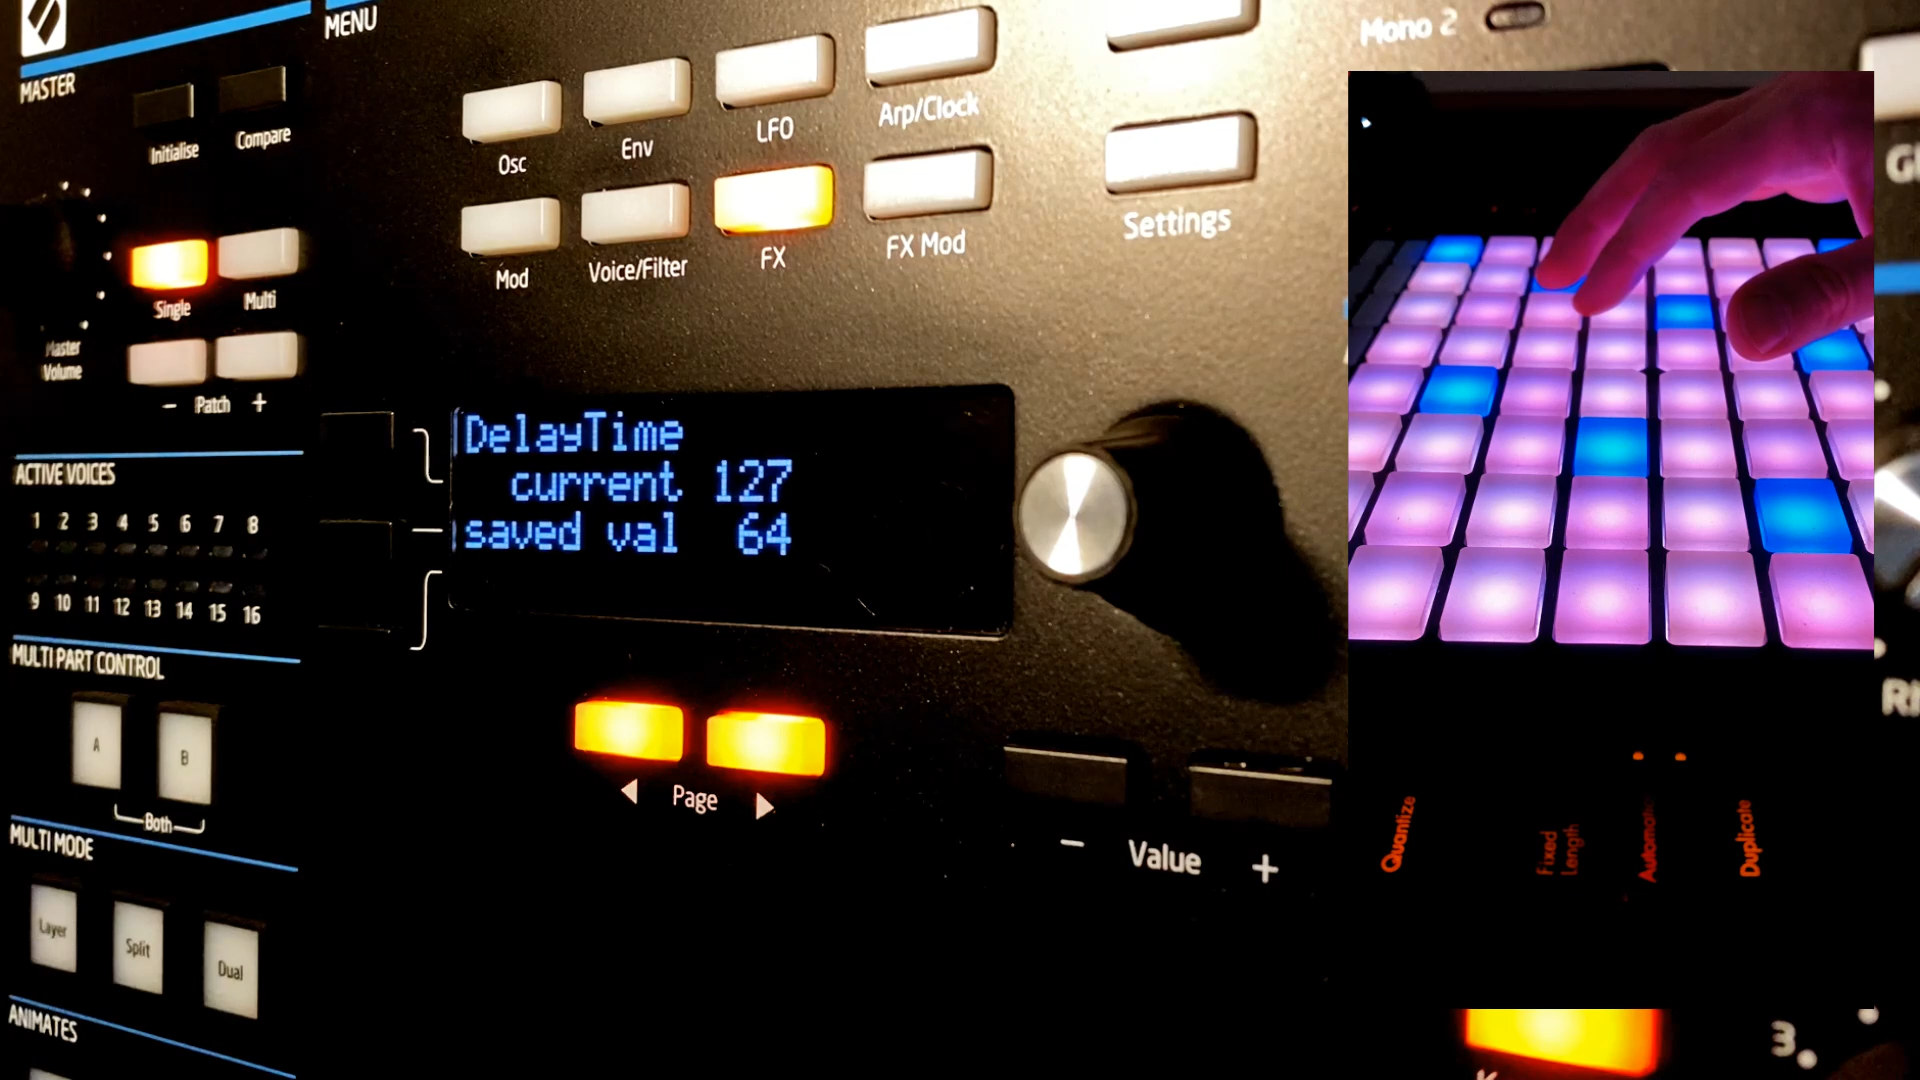 MASTER
Initialise
Compare
Single
Multi
Master
Volume
− Patch +
ACTIVE VOICES
1 2 3 4 5 6 7 8
9 10 11 12 13 14 15 16
MULTI PART CONTROL
A
B
Both
MULTI MODE
Layer
Split
Dual
ANIMATES
MENU
Osc
Env
LFO
Arp/Clock
Mod
Voice/Filter
FX
FX Mod
Settings
DelayTime
current 127
saved val 64
◀ Page ▶
− Value +
Mono 2
Quantize
Fixed
Length
Duplicate
3